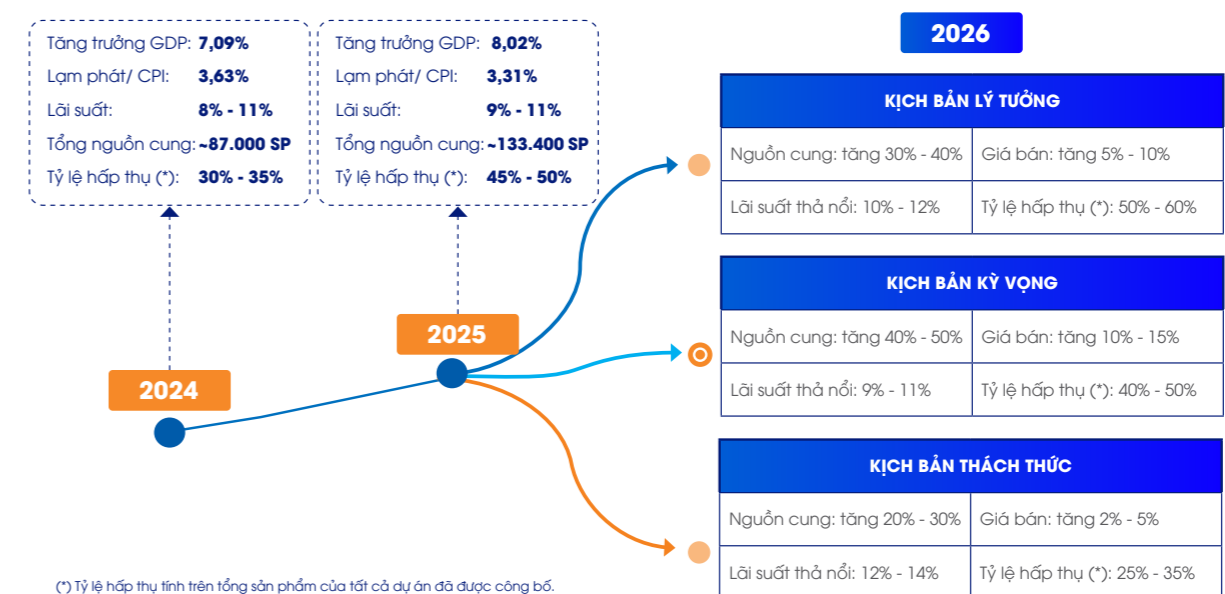 Tăng trưởng GDP: 7,09%
Lạm phát/ CPI: 3,63%
Lãi suất: 8% - 11%
Tổng nguồn cung: ~87.000 SP
Tỷ lệ hấp thụ (*): 30% - 35%
Tăng trưởng GDP: 8,02%
Lạm phát/ CPI: 3,31%
Lãi suất: 9% - 11%
Tổng nguồn cung: ~133.400 SP
Tỷ lệ hấp thụ (*): 45% - 50%
2024
2025
2026
KỊCH BẢN LÝ TƯỞNG
Nguồn cung: tăng 30% - 40% Giá bán: tăng 5% - 10%
Lãi suất thả nổi: 10% - 12% Tỷ lệ hấp thụ (*): 50% - 60%
KỊCH BẢN KỲ VỌNG
Nguồn cung: tăng 40% - 50% Giá bán: tăng 10% - 15%
Lãi suất thả nổi: 9% - 11% Tỷ lệ hấp thụ (*): 40% - 50%
KỊCH BẢN THÁCH THỨC
Nguồn cung: tăng 20% - 30% Giá bán: tăng 2% - 5%
Lãi suất thả nổi: 12% - 14% Tỷ lệ hấp thụ (*): 25% - 35%
(*) Tỷ lệ hấp thụ tính trên tổng sản phẩm của tất cả dự án đã được công bố.